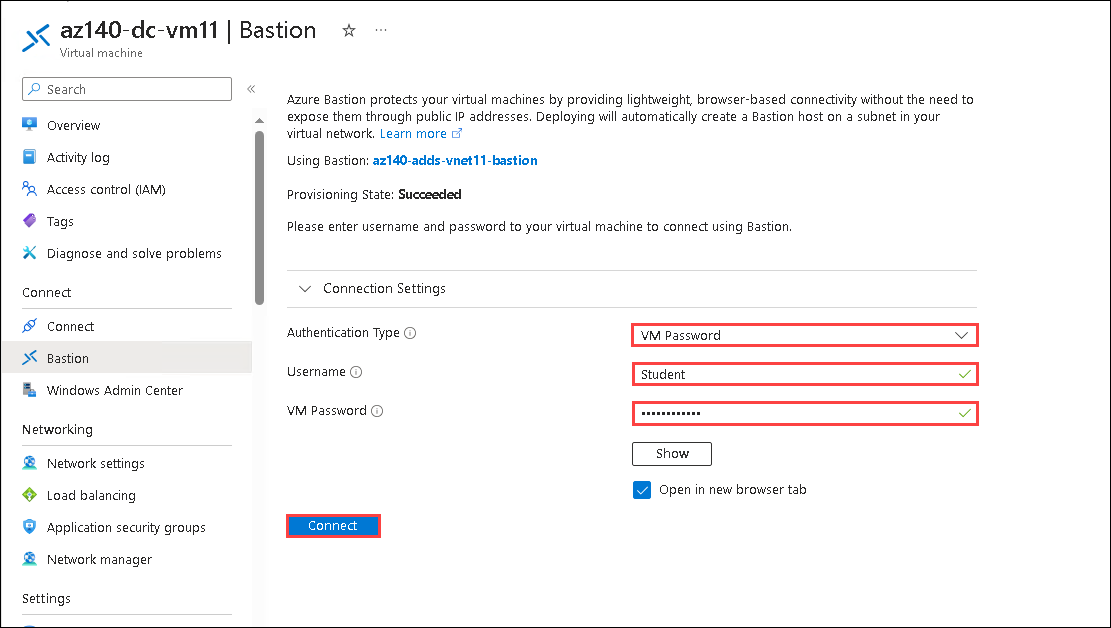 az140-dc-vm11 | Bastion
Virtual machine
Search
Overview
Activity log
Access control (IAM)
Tags
Diagnose and solve problems
Connect
Connect
Bastion
Windows Admin Center
Networking
Network settings
Load balancing
Application security groups
Network manager
Settings
Azure Bastion protects your virtual machines by providing lightweight, browser-based connectivity without the need to
expose them through public IP addresses. Deploying will automatically create a Bastion host on a subnet in your
virtual network. Learn more
Using Bastion: az140-adds-vnet11-bastion
Provisioning State: Succeeded
Please enter username and password to your virtual machine to connect using Bastion.
Connection Settings
Authentication Type
VM Password
Username
Student
VM Password
••••••••••••
Show
Open in new browser tab
Connect